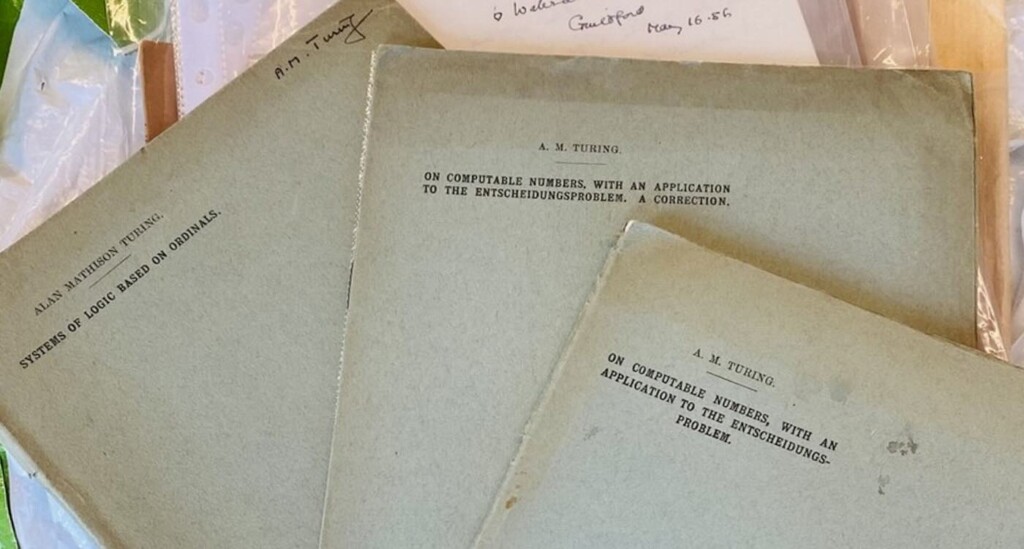 Guildford
May 16.56
A.M. Turing
ALAN MATHISON TURING.
SYSTEMS OF LOGIC BASED ON ORDINALS.
A. M. TURING.
ON COMPUTABLE NUMBERS, WITH AN APPLICATION
TO THE ENTSCHEIDUNGSPROBLEM. A CORRECTION.
A. M. TURING.
ON COMPUTABLE NUMBERS, WITH AN
APPLICATION TO THE ENTSCHEIDUNGS-
PROBLEM.